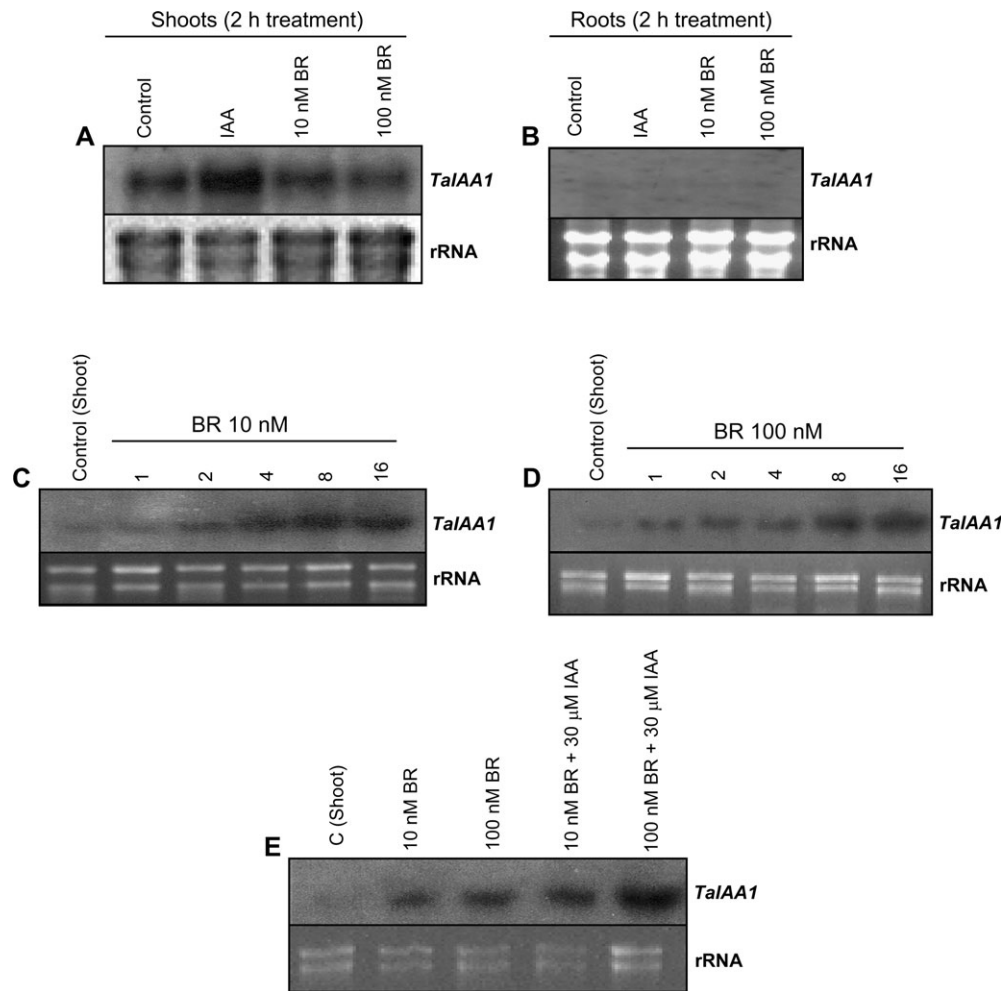 Shoots (2 h treatment)
Control
IAA
10 nM BR
100 nM BR
A
TaIAA1
rRNA
Roots (2 h treatment)
Control
IAA
10 nM BR
100 nM BR
B
TaIAA1
rRNA
Control (Shoot)
BR 10 nM
1 2 4 8 16
C
TaIAA1
rRNA
Control (Shoot)
BR 100 nM
1 2 4 8 16
D
TaIAA1
rRNA
C (Shoot)
10 nM BR
100 nM BR
10 nM BR + 30 μM IAA
100 nM BR + 30 μM IAA
E
TaIAA1
rRNA